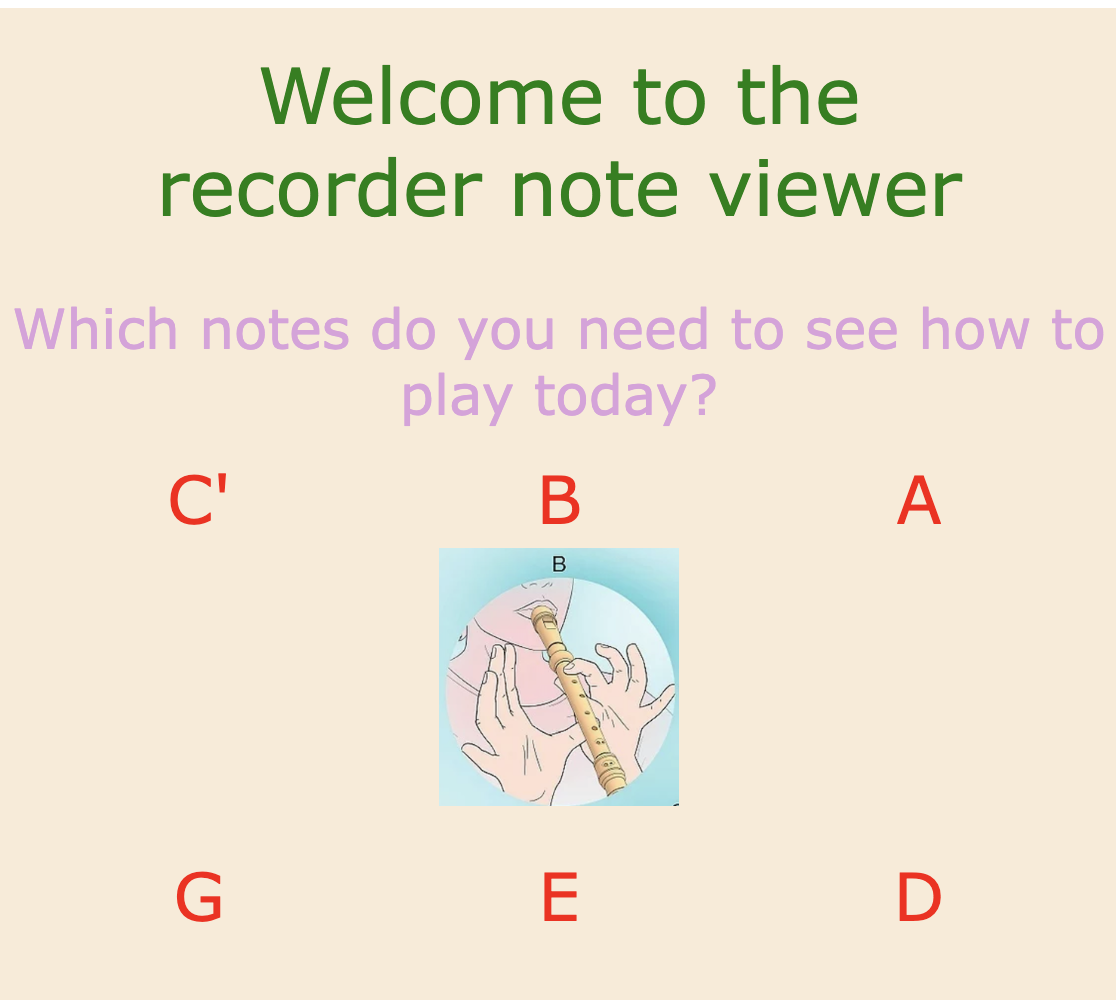 Welcome to the
recorder note viewer
Which notes do you need to see how to
play today?
C' B A
B
G E D